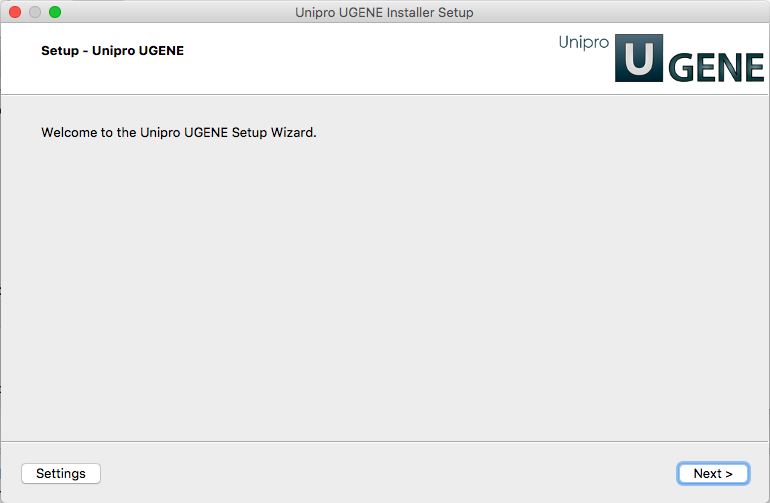 Unipro UGENE Installer Setup
Setup - Unipro UGENE
Unipro
UGENE
Welcome to the Unipro UGENE Setup Wizard.
Settings
Next >